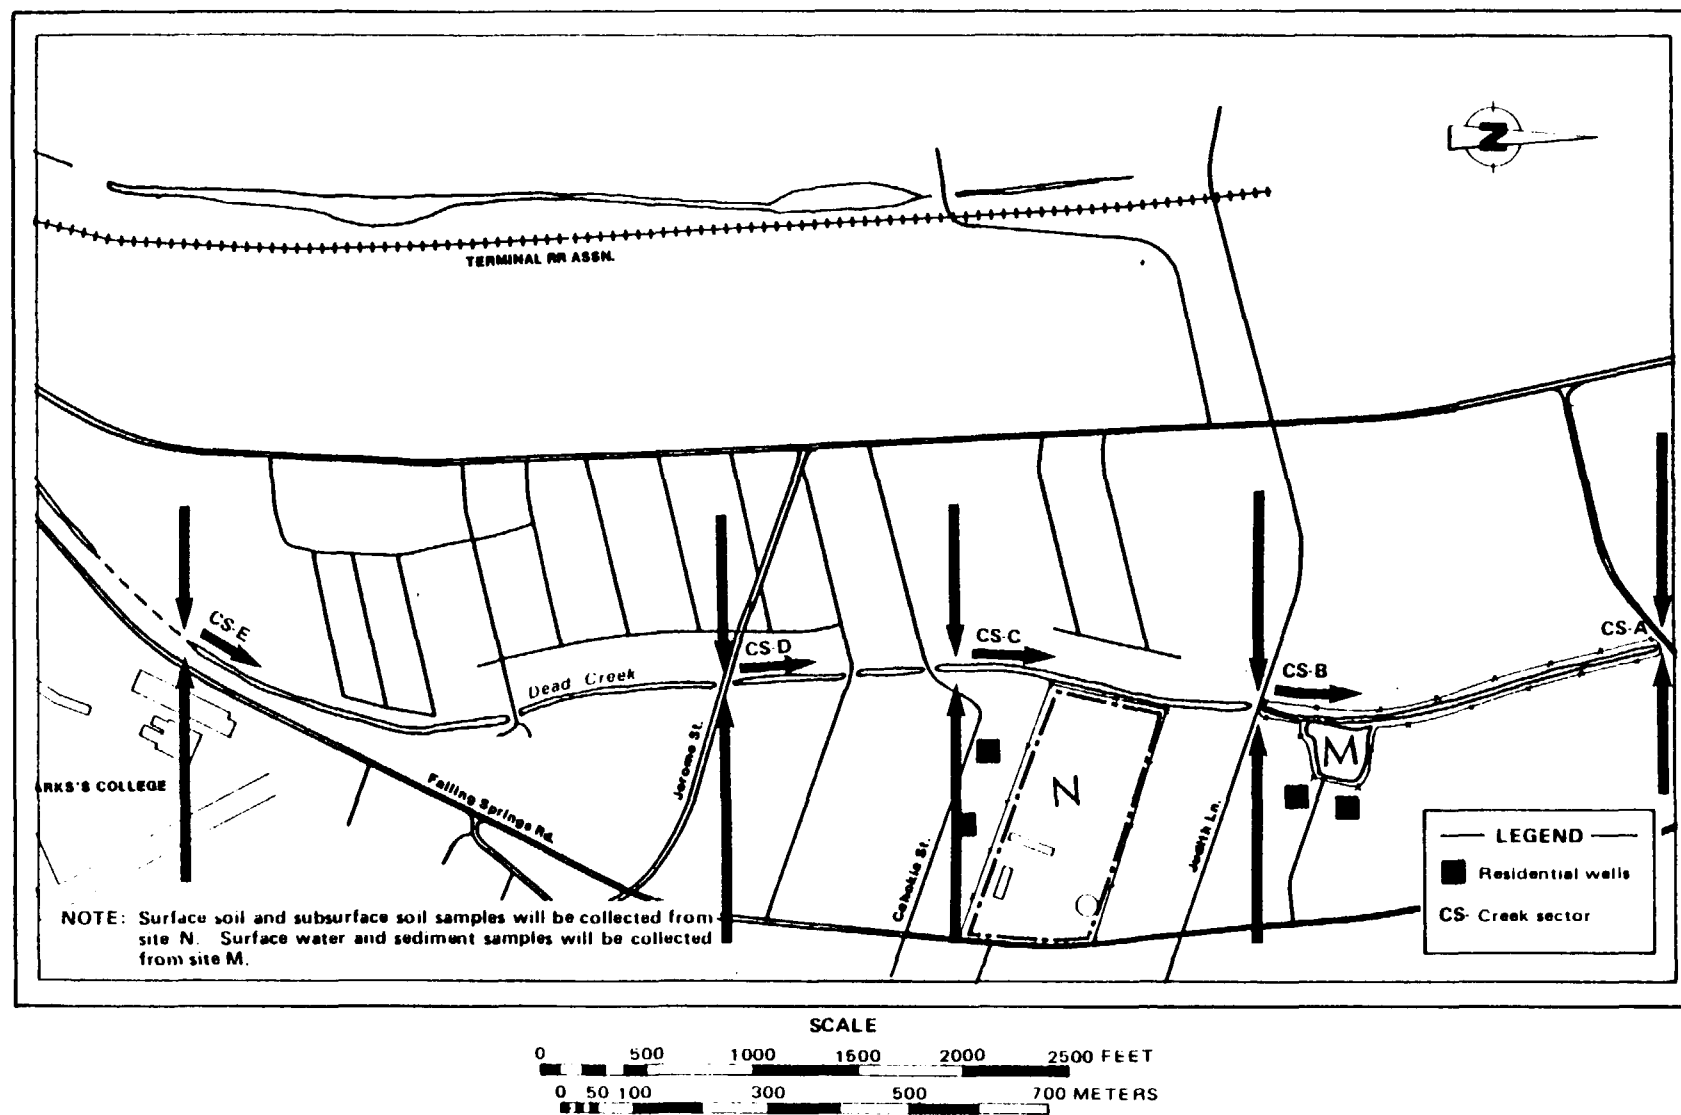 N
TERMINAL RR ASSN.
CS-E
CS-D
CS-C
CS-B
CS-A
Dead Creek
Jerome St.
Falling Springs Rd.
ARKS'S COLLEGE
Cahokia St.
Judith Ln.
N
M
LEGEND
Residential wells
CS- Creek sector
NOTE: Surface soil and subsurface soil samples will be collected from
site N. Surface water and sediment samples will be collected
from site M.
SCALE
0 500 1000 1500 2000 2500 FEET
0 50 100 300 500 700 METERS